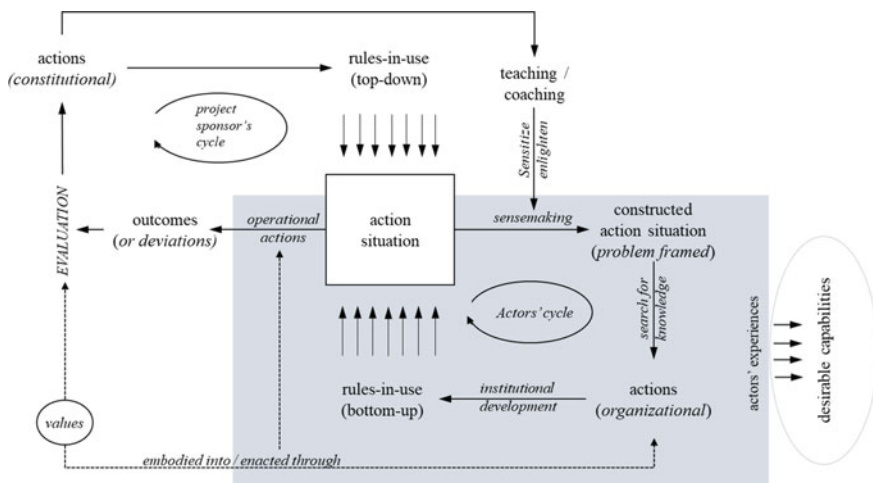 actions
(constitutional)
rules-in-use
(top-down)
teaching /
coaching
project
sponsor's
cycle
Sensitize
enlighten
EVALUATION
outcomes
(or deviations)
operational
actions
action
situation
sensemaking
constructed
action situation
(problem framed)
Actors' cycle
search for
knowledge
actors' experiences
desirable capabilities
rules-in-use
(bottom-up)
institutional
development
actions
(organizational)
values
embodied into / enacted through